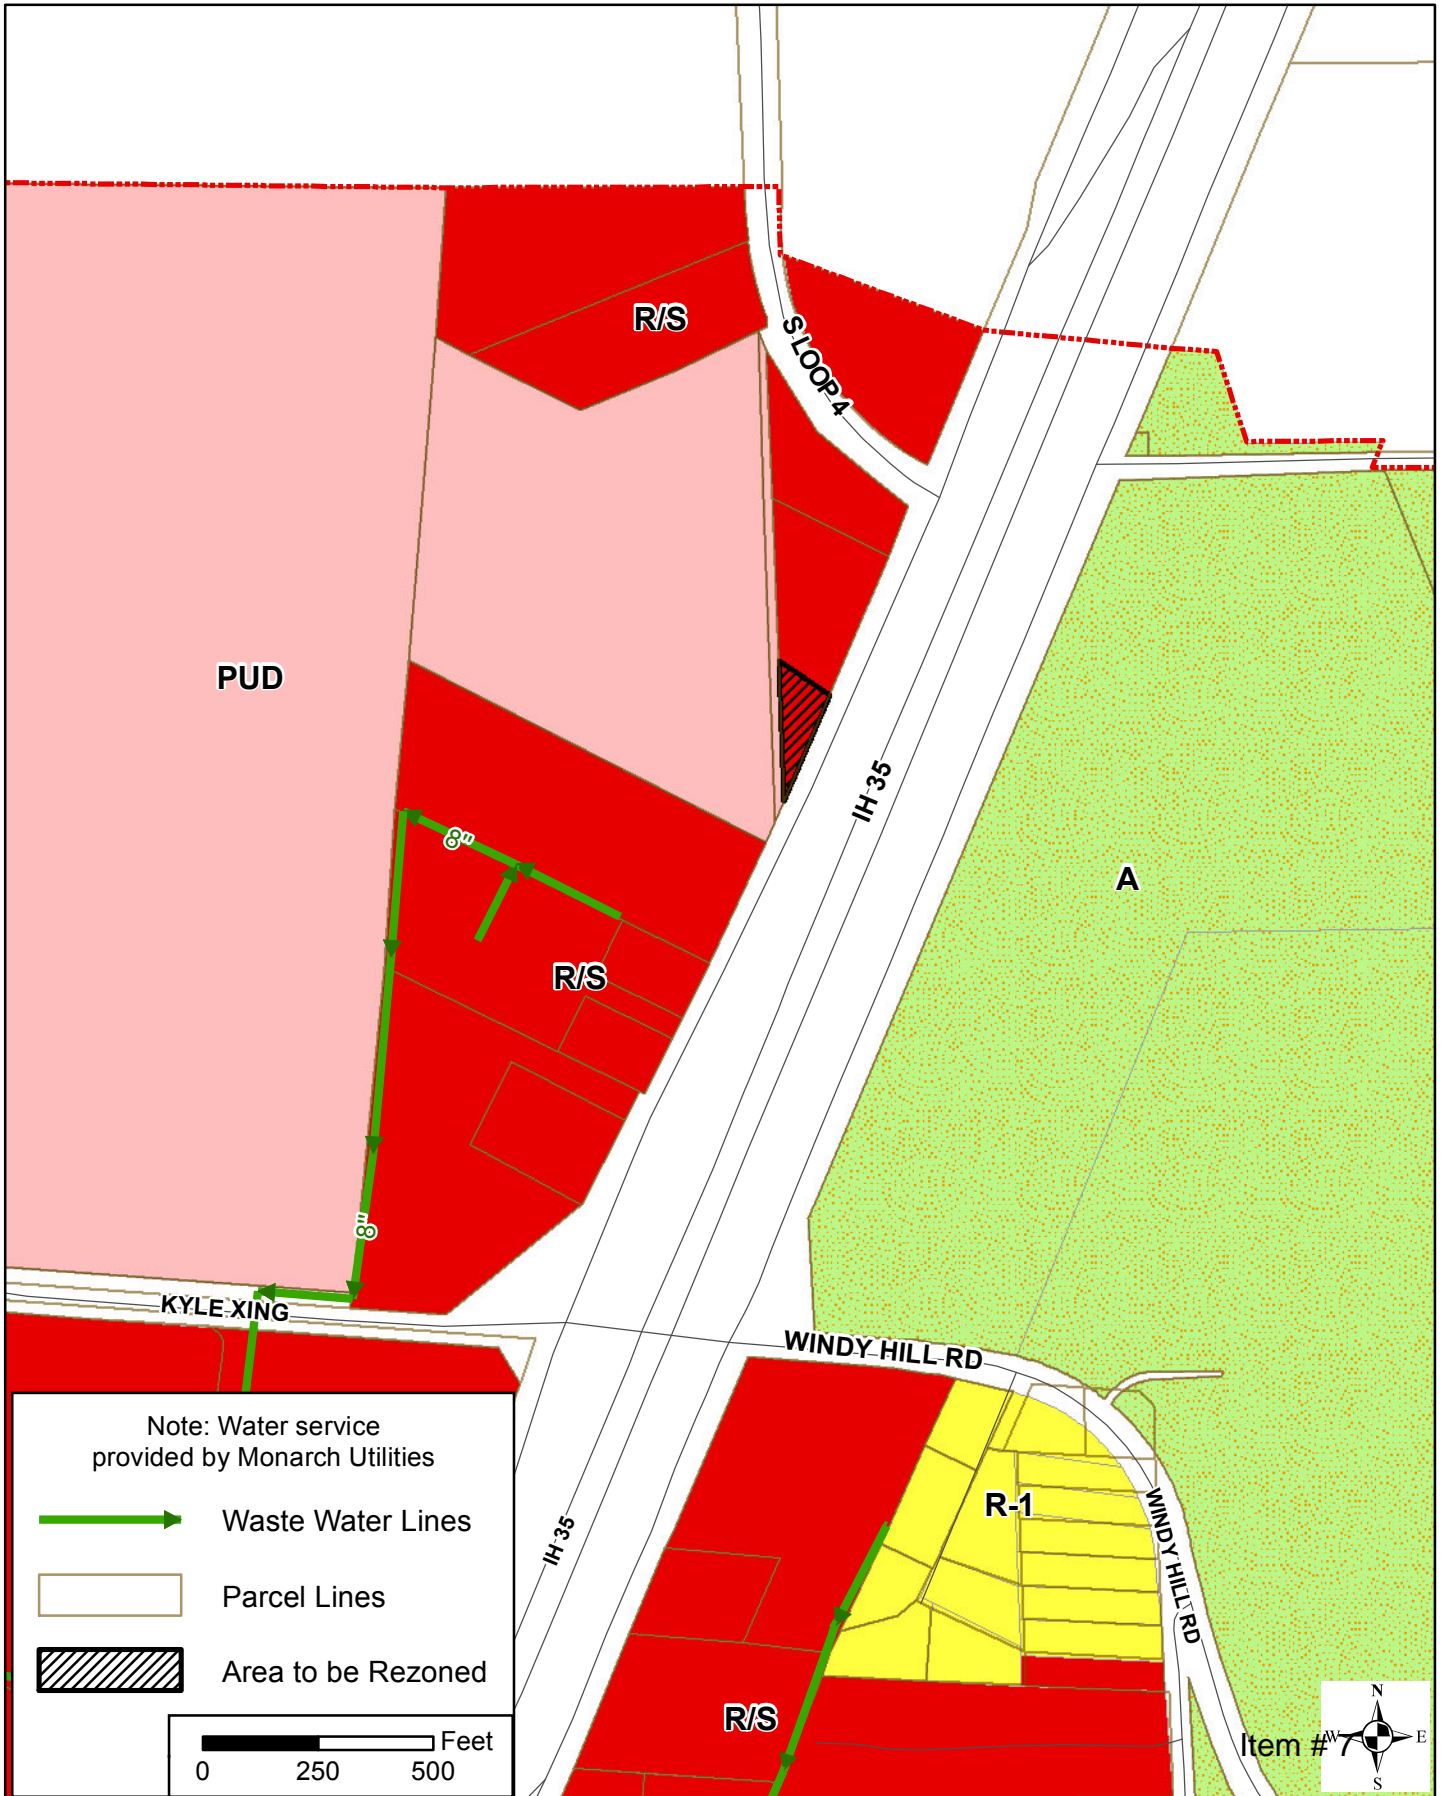 R/S
S LOOP 4
PUD
IH 35
A
8"
R/S
8"
KYLE XING
WINDY HILL RD
R-1
WINDY HILL RD
IH 35
R/S
Note: Water service
provided by Monarch Utilities
Waste Water Lines
Parcel Lines
Area to be Rezoned
Feet
0 250 500
N
W E
S
Item # 7